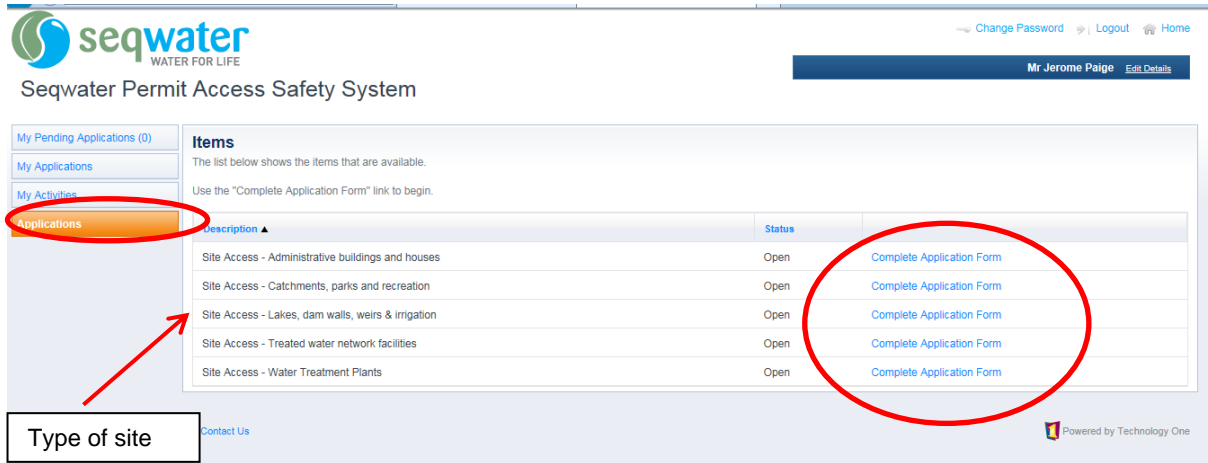 seqwater
WATER FOR LIFE
Change Password Logout Home
Mr Jerome Paige Edit Details
Seqwater Permit Access Safety System
My Pending Applications (0)
My Applications
My Activities
Applications
Items
The list below shows the items that are available.
Use the "Complete Application Form" link to begin.
Description ▲ Status
Site Access - Administrative buildings and houses Open Complete Application Form
Site Access - Catchments, parks and recreation Open Complete Application Form
Site Access - Lakes, dam walls, weirs & irrigation Open Complete Application Form
Site Access - Treated water network facilities Open Complete Application Form
Site Access - Water Treatment Plants Open Complete Application Form
Type of site
Contact Us
Powered by Technology One